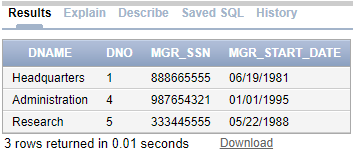 Results Explain Describe Saved SQL History
DNAME DNO MGR_SSN MGR_START_DATE
Headquarters 1 888665555 06/19/1981
Administration 4 987654321 01/01/1995
Research 5 333445555 05/22/1988
3 rows returned in 0.01 seconds Download